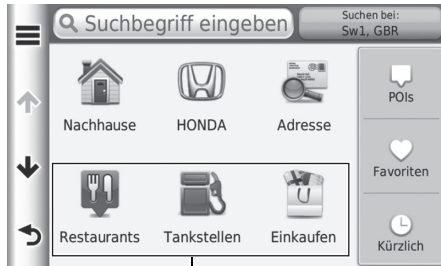 Suchbegriff eingeben
Suchen bei:
Sw1, GBR
Nachhause
HONDA
Adresse
POIs
Restaurants
Tankstellen
Einkaufen
Favoriten
Kürzlich